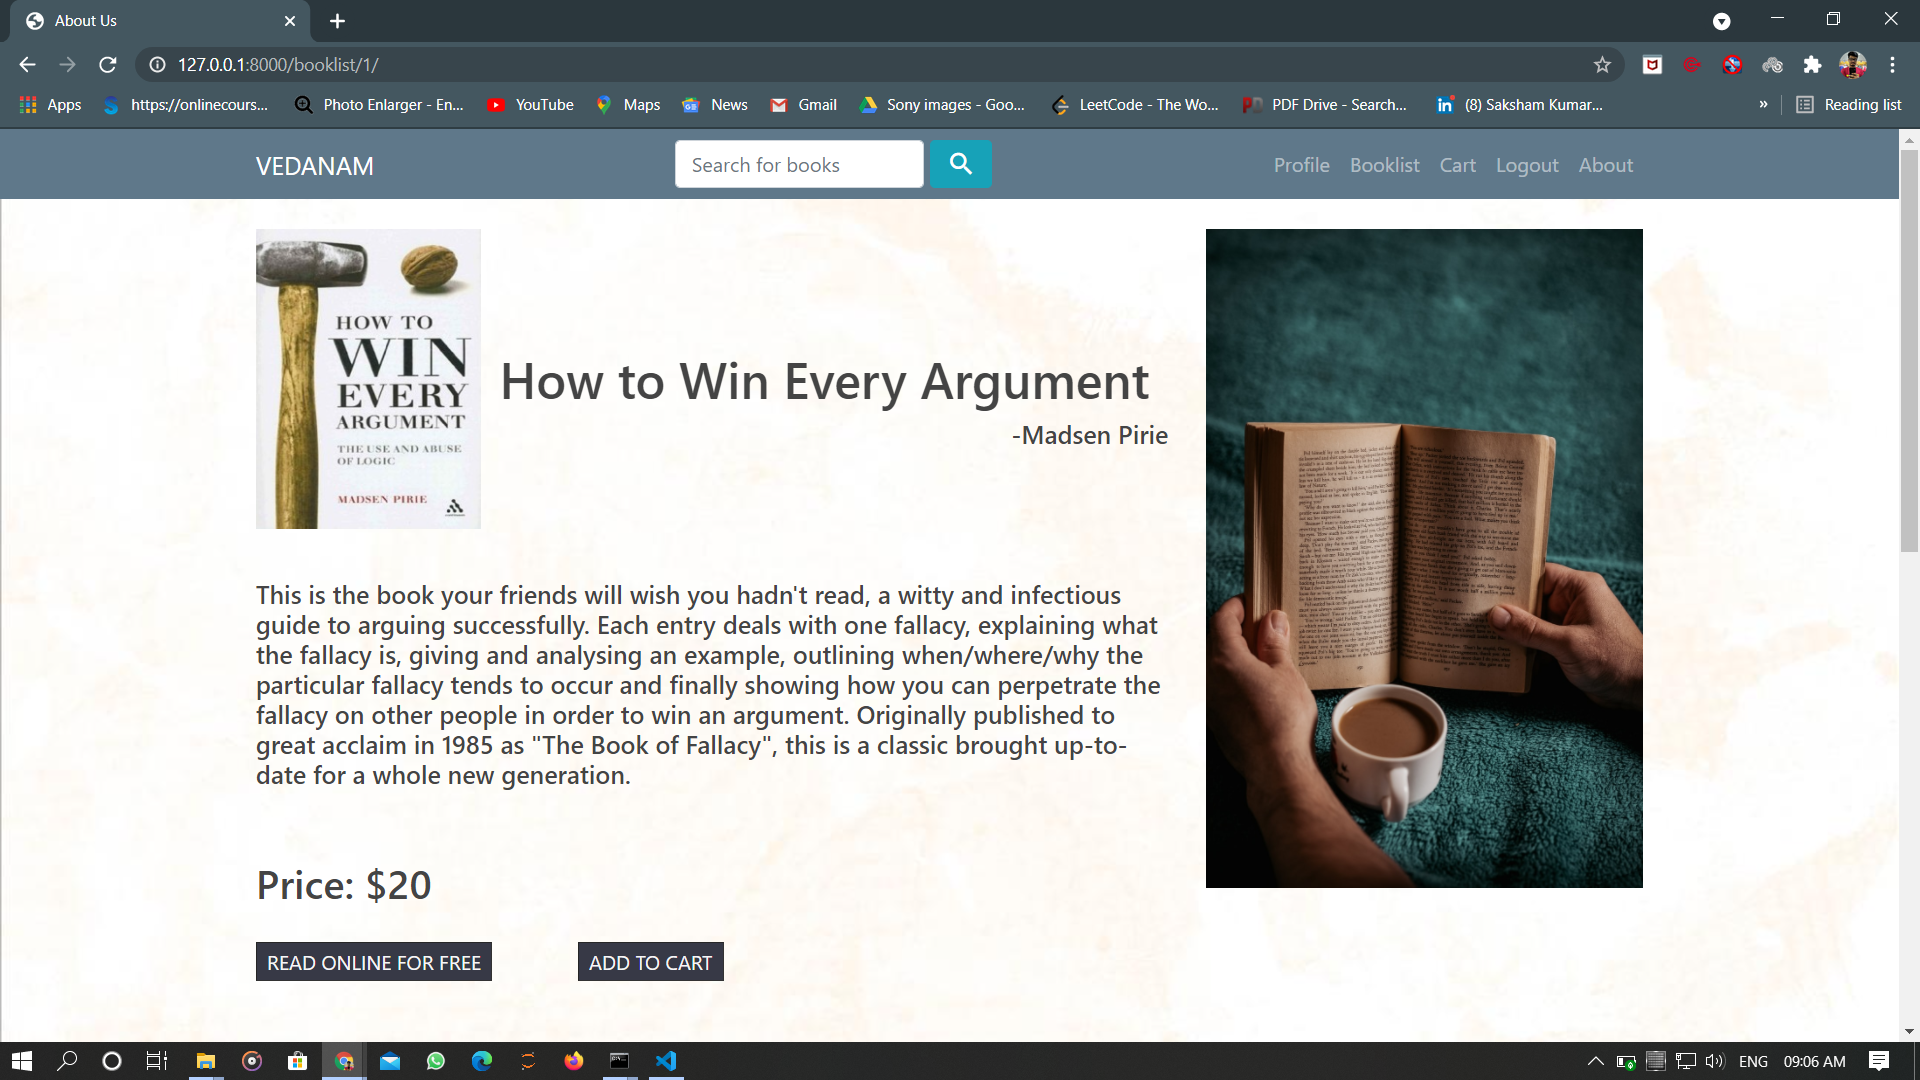 About Us
127.0.0.1:8000/booklist/1/
Apps
https://onlinecours...
Photo Enlarger - En...
YouTube
Maps
News
Gmail
Sony images - Goo...
LeetCode - The Wo...
PDF Drive - Search...
(8) Saksham Kumar...
»
Reading list
VEDANAM
Search for books
Profile
Booklist
Cart
Logout
About
HOW TO
WIN
EVERY
ARGUMENT
THE USE AND ABUSE
OF LOGIC
MADSEN PIRIE
How to Win Every Argument
-Madsen Pirie
This is the book your friends will wish you hadn't read, a witty and infectious
guide to arguing successfully. Each entry deals with one fallacy, explaining what
the fallacy is, giving and analysing an example, outlining when/where/why the
particular fallacy tends to occur and finally showing how you can perpetrate the
fallacy on other people in order to win an argument. Originally published to
great acclaim in 1985 as "The Book of Fallacy", this is a classic brought up-to-
date for a whole new generation.
Price: $20
READ ONLINE FOR FREE
ADD TO CART
ENG
09:06 AM